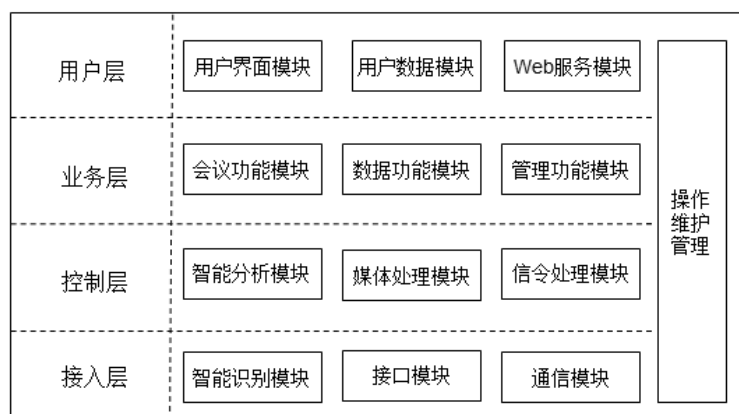 用户层
用户界面模块
用户数据模块
Web服务模块
业务层
会议功能模块
数据功能模块
管理功能模块
控制层
智能分析模块
媒体处理模块
信令处理模块
接入层
智能识别模块
接口模块
通信模块
操作
维护
管理